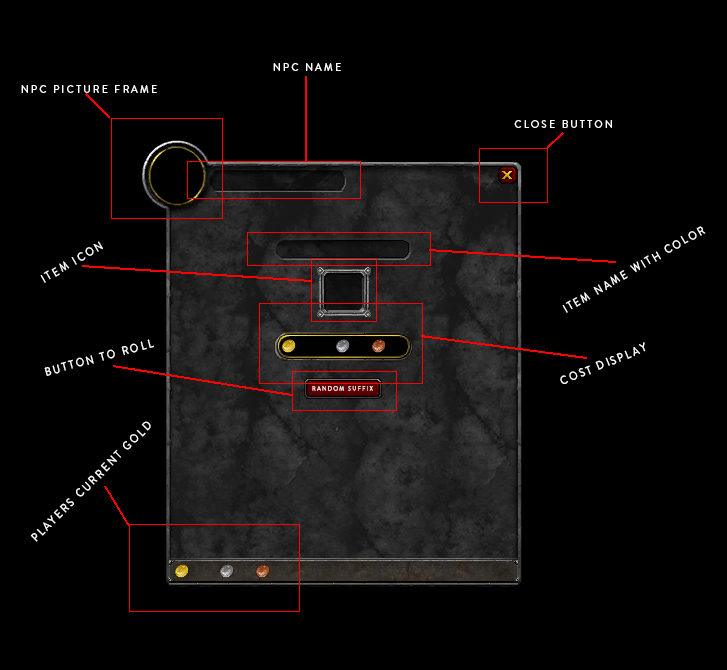 NPC NAME
NPC PICTURE FRAME
CLOSE BUTTON
ITEM ICON
ITEM NAME WITH COLOR
BUTTON TO ROLL
COST DISPLAY
RANDOM SUFFIX
PLAYERS CURRENT GOLD